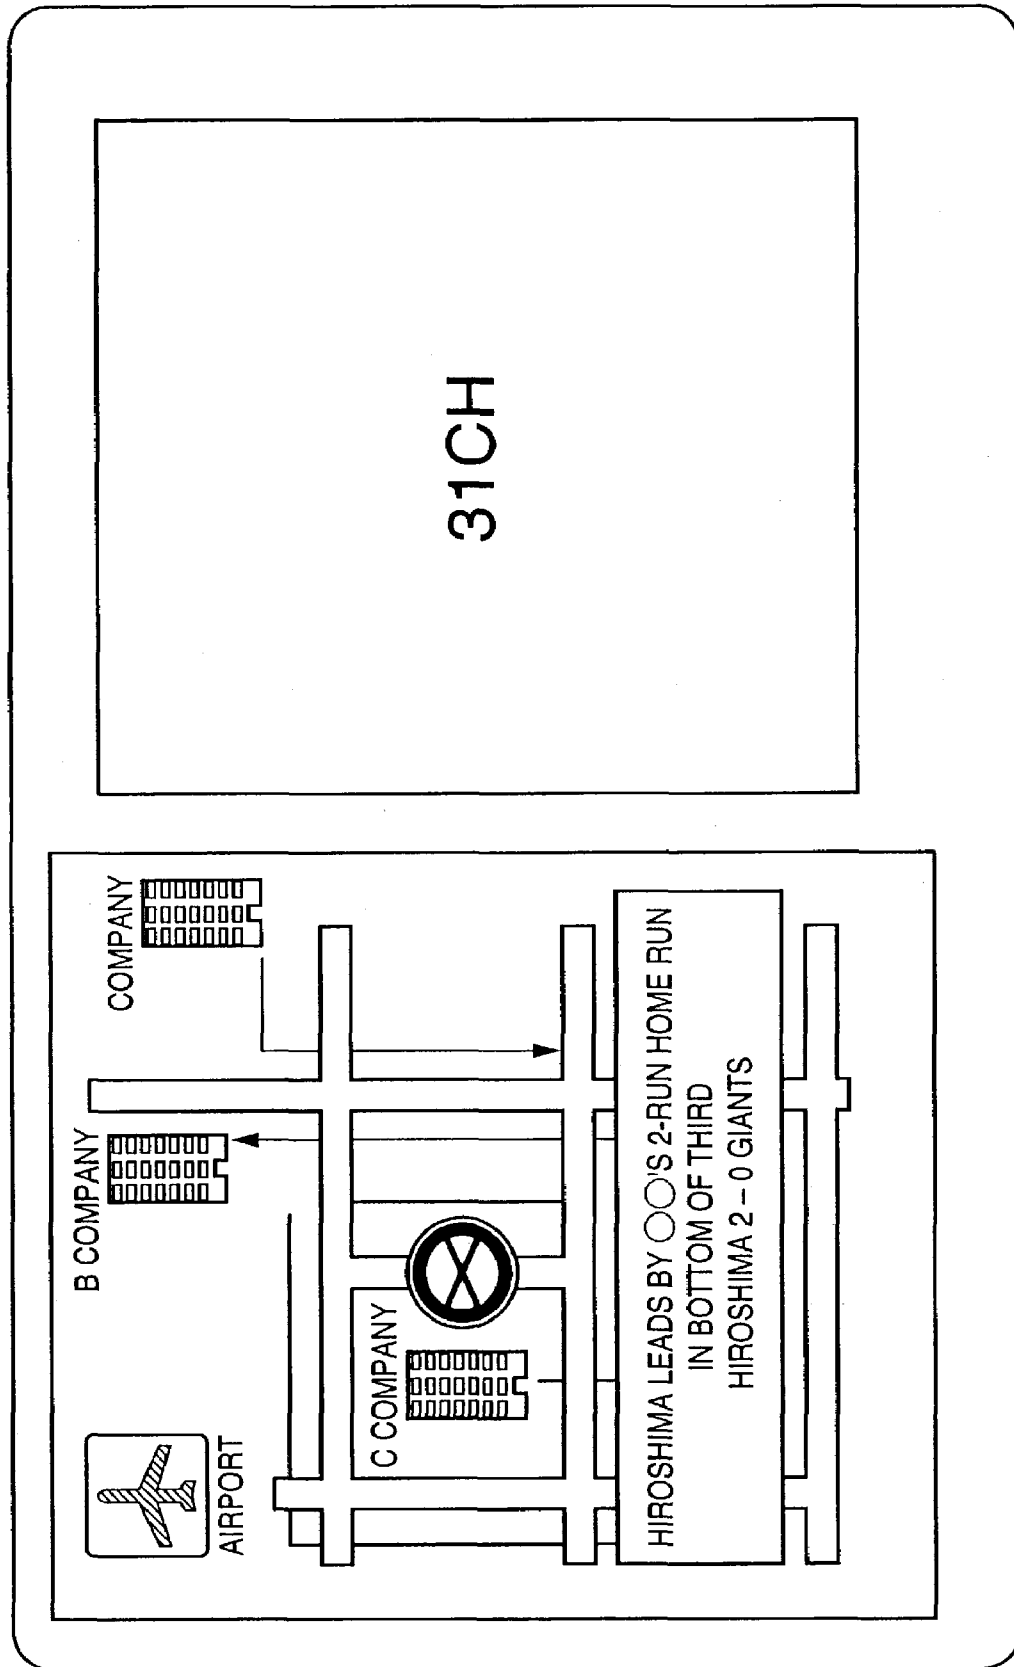 AIRPORT
B COMPANY
COMPANY
C COMPANY
HIROSHIMA LEADS BY ○○'S 2-RUN HOME RUN
IN BOTTOM OF THIRD
HIROSHIMA 2 – 0 GIANTS
31CH